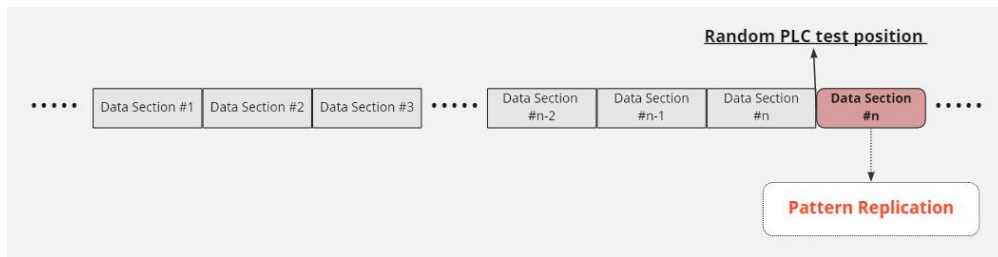 Random PLC test position
Data Section #1
Data Section #2
Data Section #3
Data Section
#n-2
Data Section
#n-1
Data Section
#n
Data Section
#n
Pattern Replication